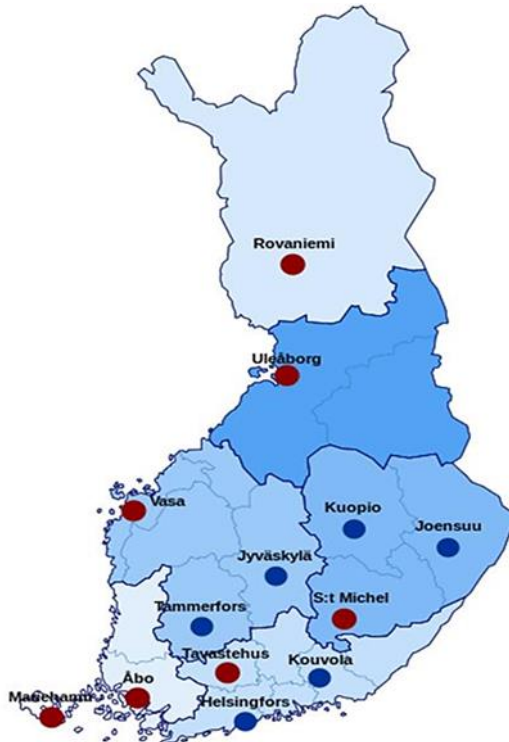 Rovaniemi
Uleåborg
Vasa
Kuopio
Joensuu
Jyväskylä
S:t Michel
Tammerfors
Tavastehus
Kouvola
Åbo
Mariehamn
Helsingfors